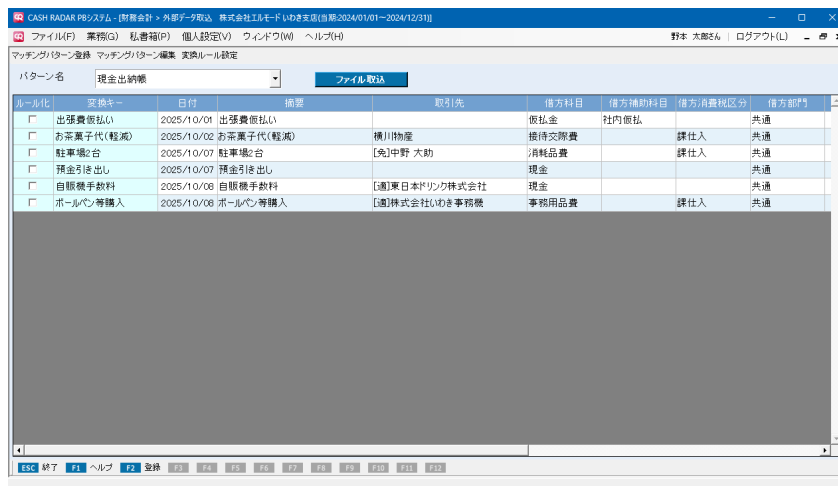 CASH RADAR PBシステム - [財務会計 > 外部データ取込　株式会社エルモード いわき支店(当期:2024/01/01～2024/12/31)]
ファイル(F)　業務(G)　私書箱(P)　個人設定(V)　ウィンドウ(W)　ヘルプ(H)　野本 太郎さん | ログアウト(L)
マッチングパターン登録 マッチングパターン編集 変換ルール設定
パターン名 現金出納帳 ファイル取込
ルール化 変換キー 日付 摘要 取引先 借方科目 借方補助科目 借方消費税区分 借方部門
出張費仮払い 2025/10/01 出張費仮払い 仮払金 社内仮払 共通
お茶菓子代(軽減) 2025/10/02 お茶菓子代(軽減) 横川物産 接待交際費 課仕入 共通
駐車場2台 2025/10/07 駐車場2台 [免]中野 大助 消耗品費 課仕入 共通
預金引き出し 2025/10/07 預金引き出し 現金 共通
自販機手数料 2025/10/08 自販機手数料 [適]東日本ドリンク株式会社 現金 共通
ボールペン等購入 2025/10/08 ボールペン等購入 [適]株式会社いわき事務機 事務用品費 課仕入 共通
ESC 終了 F1 ヘルプ F2 登録 F3 F4 F5 F6 F7 F8 F9 F10 F11 F12